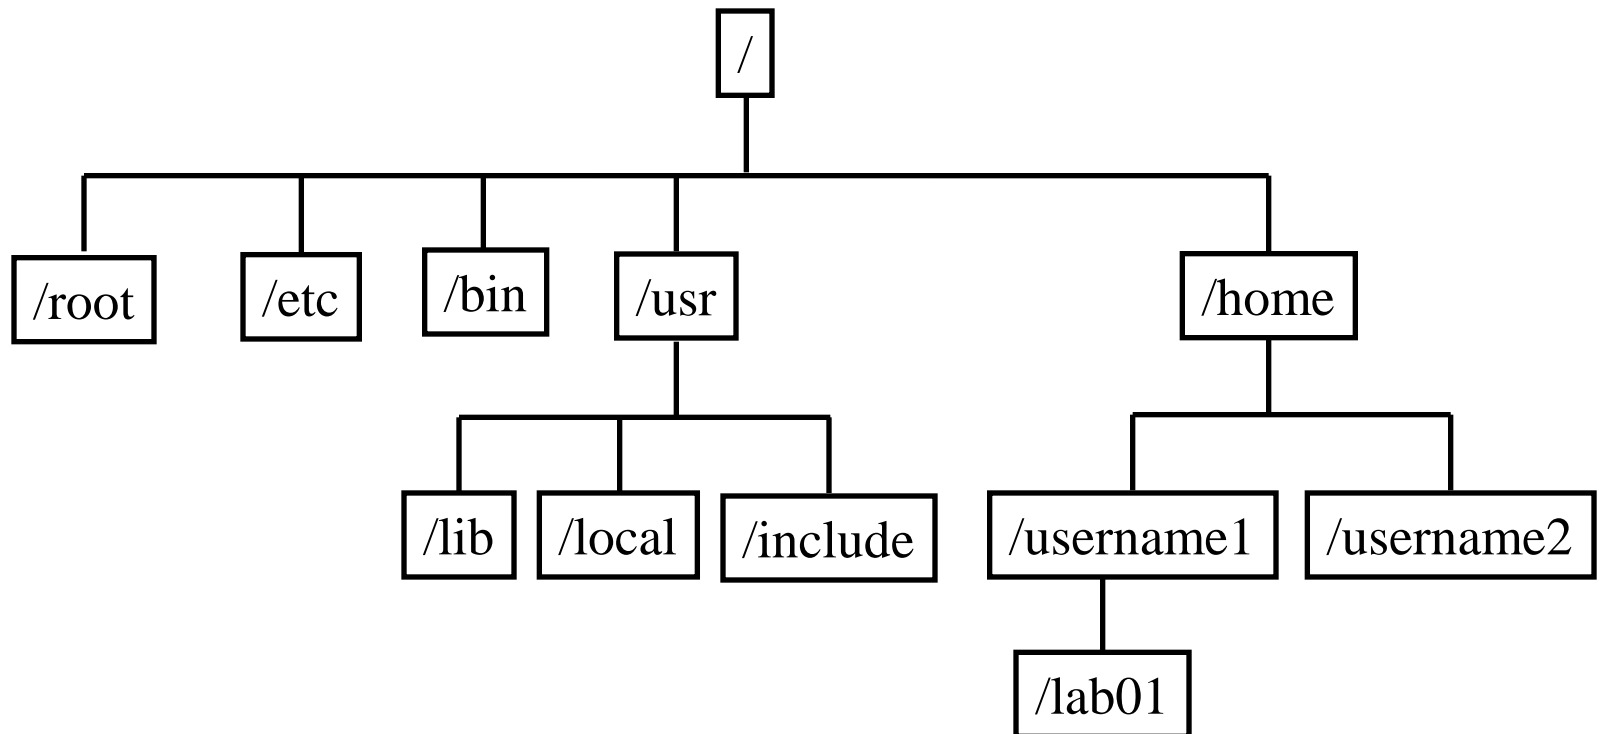 /
/root
/etc
/bin
/usr
/home
/lib
/local
/include
/username1
/username2
/lab01